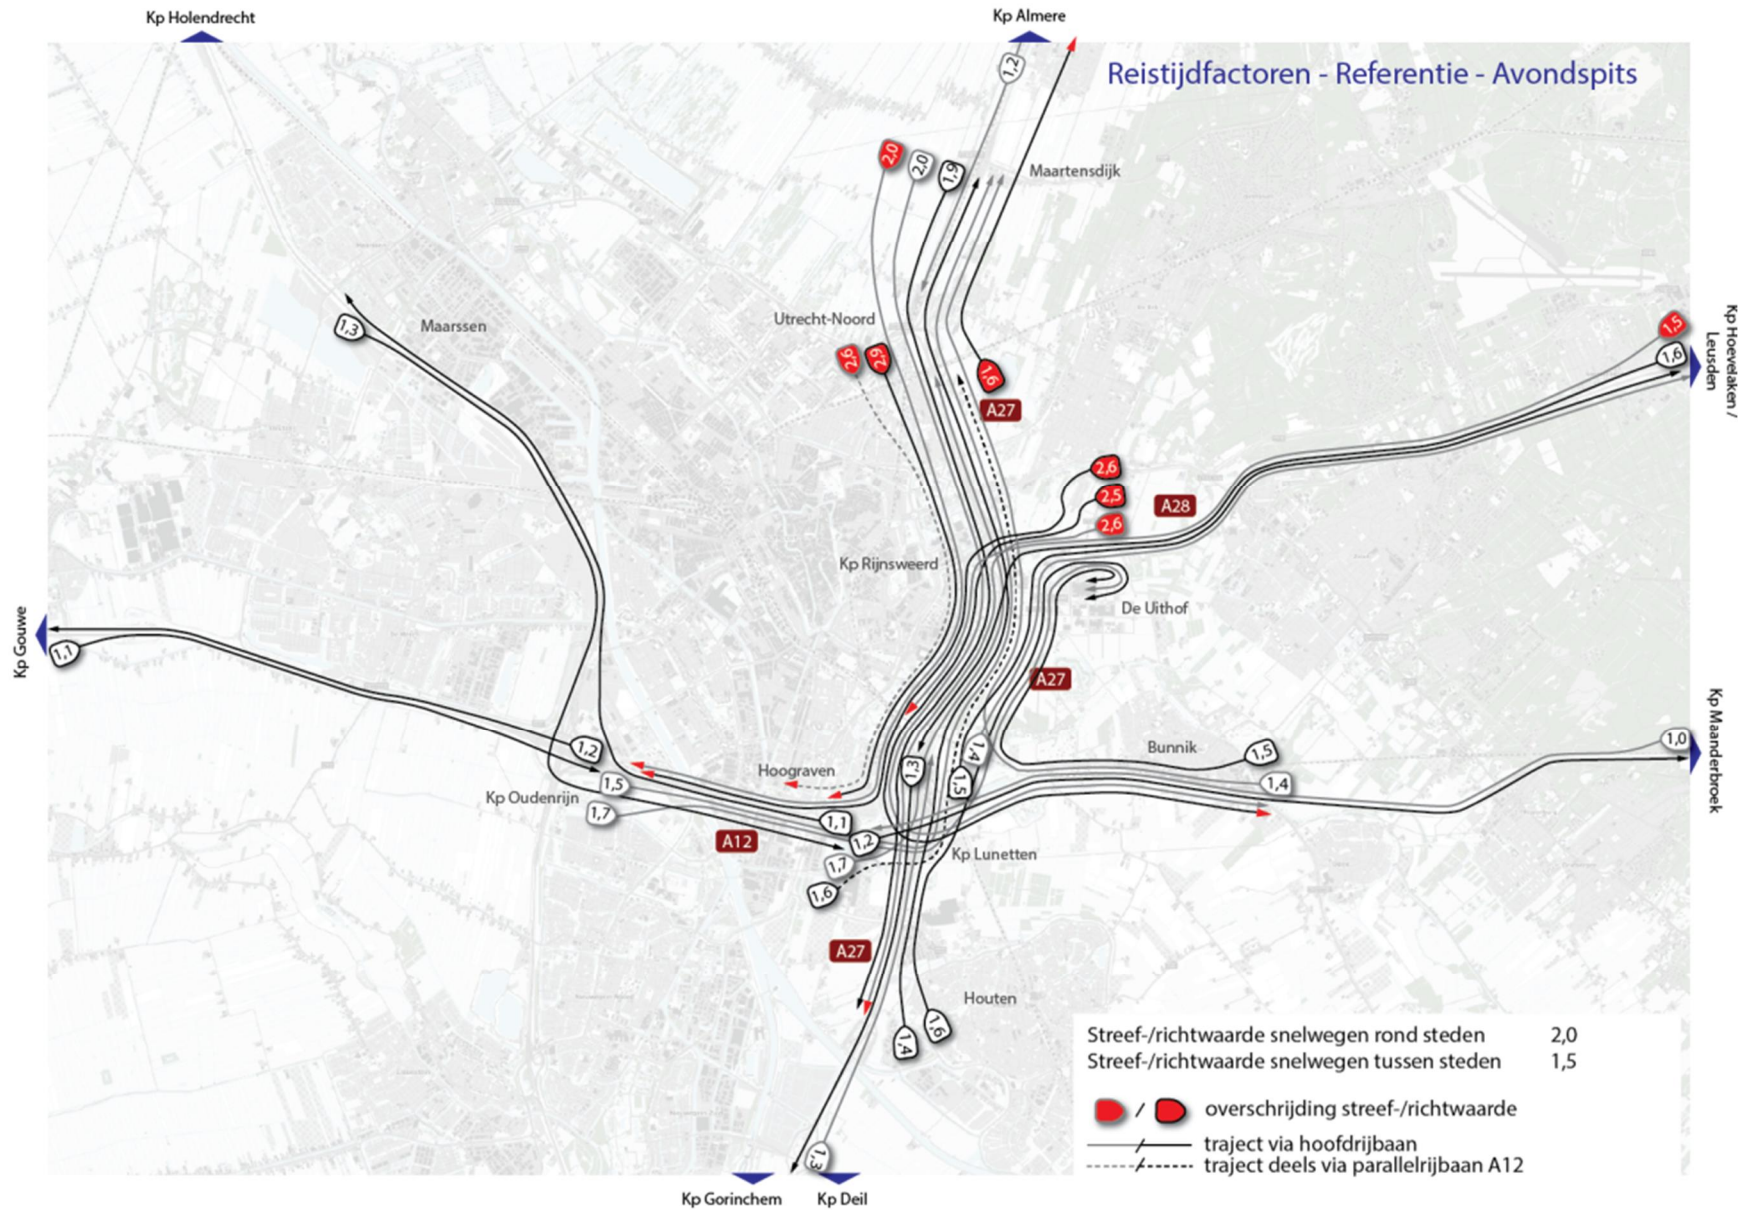 Kp Holendrecht
Kp Almere
Reistijdfactoren - Referentie - Avondspits
1,2
2,0
2,0
1,9
Maartensdijk
Utrecht-Noord
Maarssen
1,3
2,9
1,6
A27
1,5
1,6
Kp Hoevelaken /
Leusden
2,6
2,5
2,6
A28
Kp Rijnsweerd
De Uithof
Kp Gouwe
1,1
A27
Kp Maanderbroek
1,0
Bunnik
1,5
1,4
1,4
1,5
1,3
1,2
1,5
1,7
Kp Oudenrijn
Hoograven
A12
1,1
1,2
1,7
1,6
Kp Lunetten
A27
Houten
1,6
1,4
1,3
Kp Gorinchem
Kp Deil
Streef-/richtwaarde snelwegen rond steden 2,0
Streef-/richtwaarde snelwegen tussen steden 1,5
/ overschrijding streef-/richtwaarde
traject via hoofdrijbaan
traject deels via parallelrijbaan A12